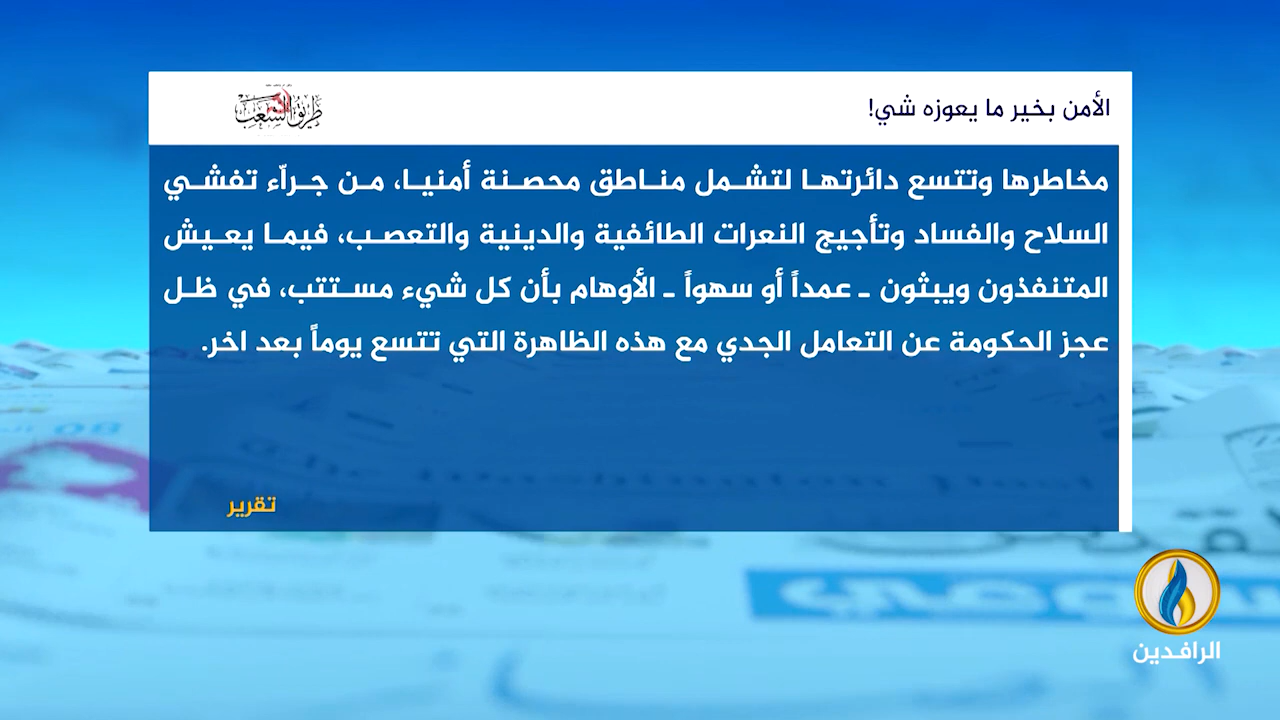 الأمن بخير ما يعوزه شي!
طريق الشعب
مخاطرها وتتسع دائرتها لتشمل مناطق محصنة أمنيا، من جراّء تفشي
السلاح والفساد وتأجيج النعرات الطائفية والدينية والتعصب، فيما يعيش
المتنفذون ويبثون ـ عمداً أو سهواً ـ الأوهام بأن كل شيء مستتب، في ظل
عجز الحكومة عن التعامل الجدي مع هذه الظاهرة التي تتسع يوماً بعد اخر.
تقرير
الرافدين